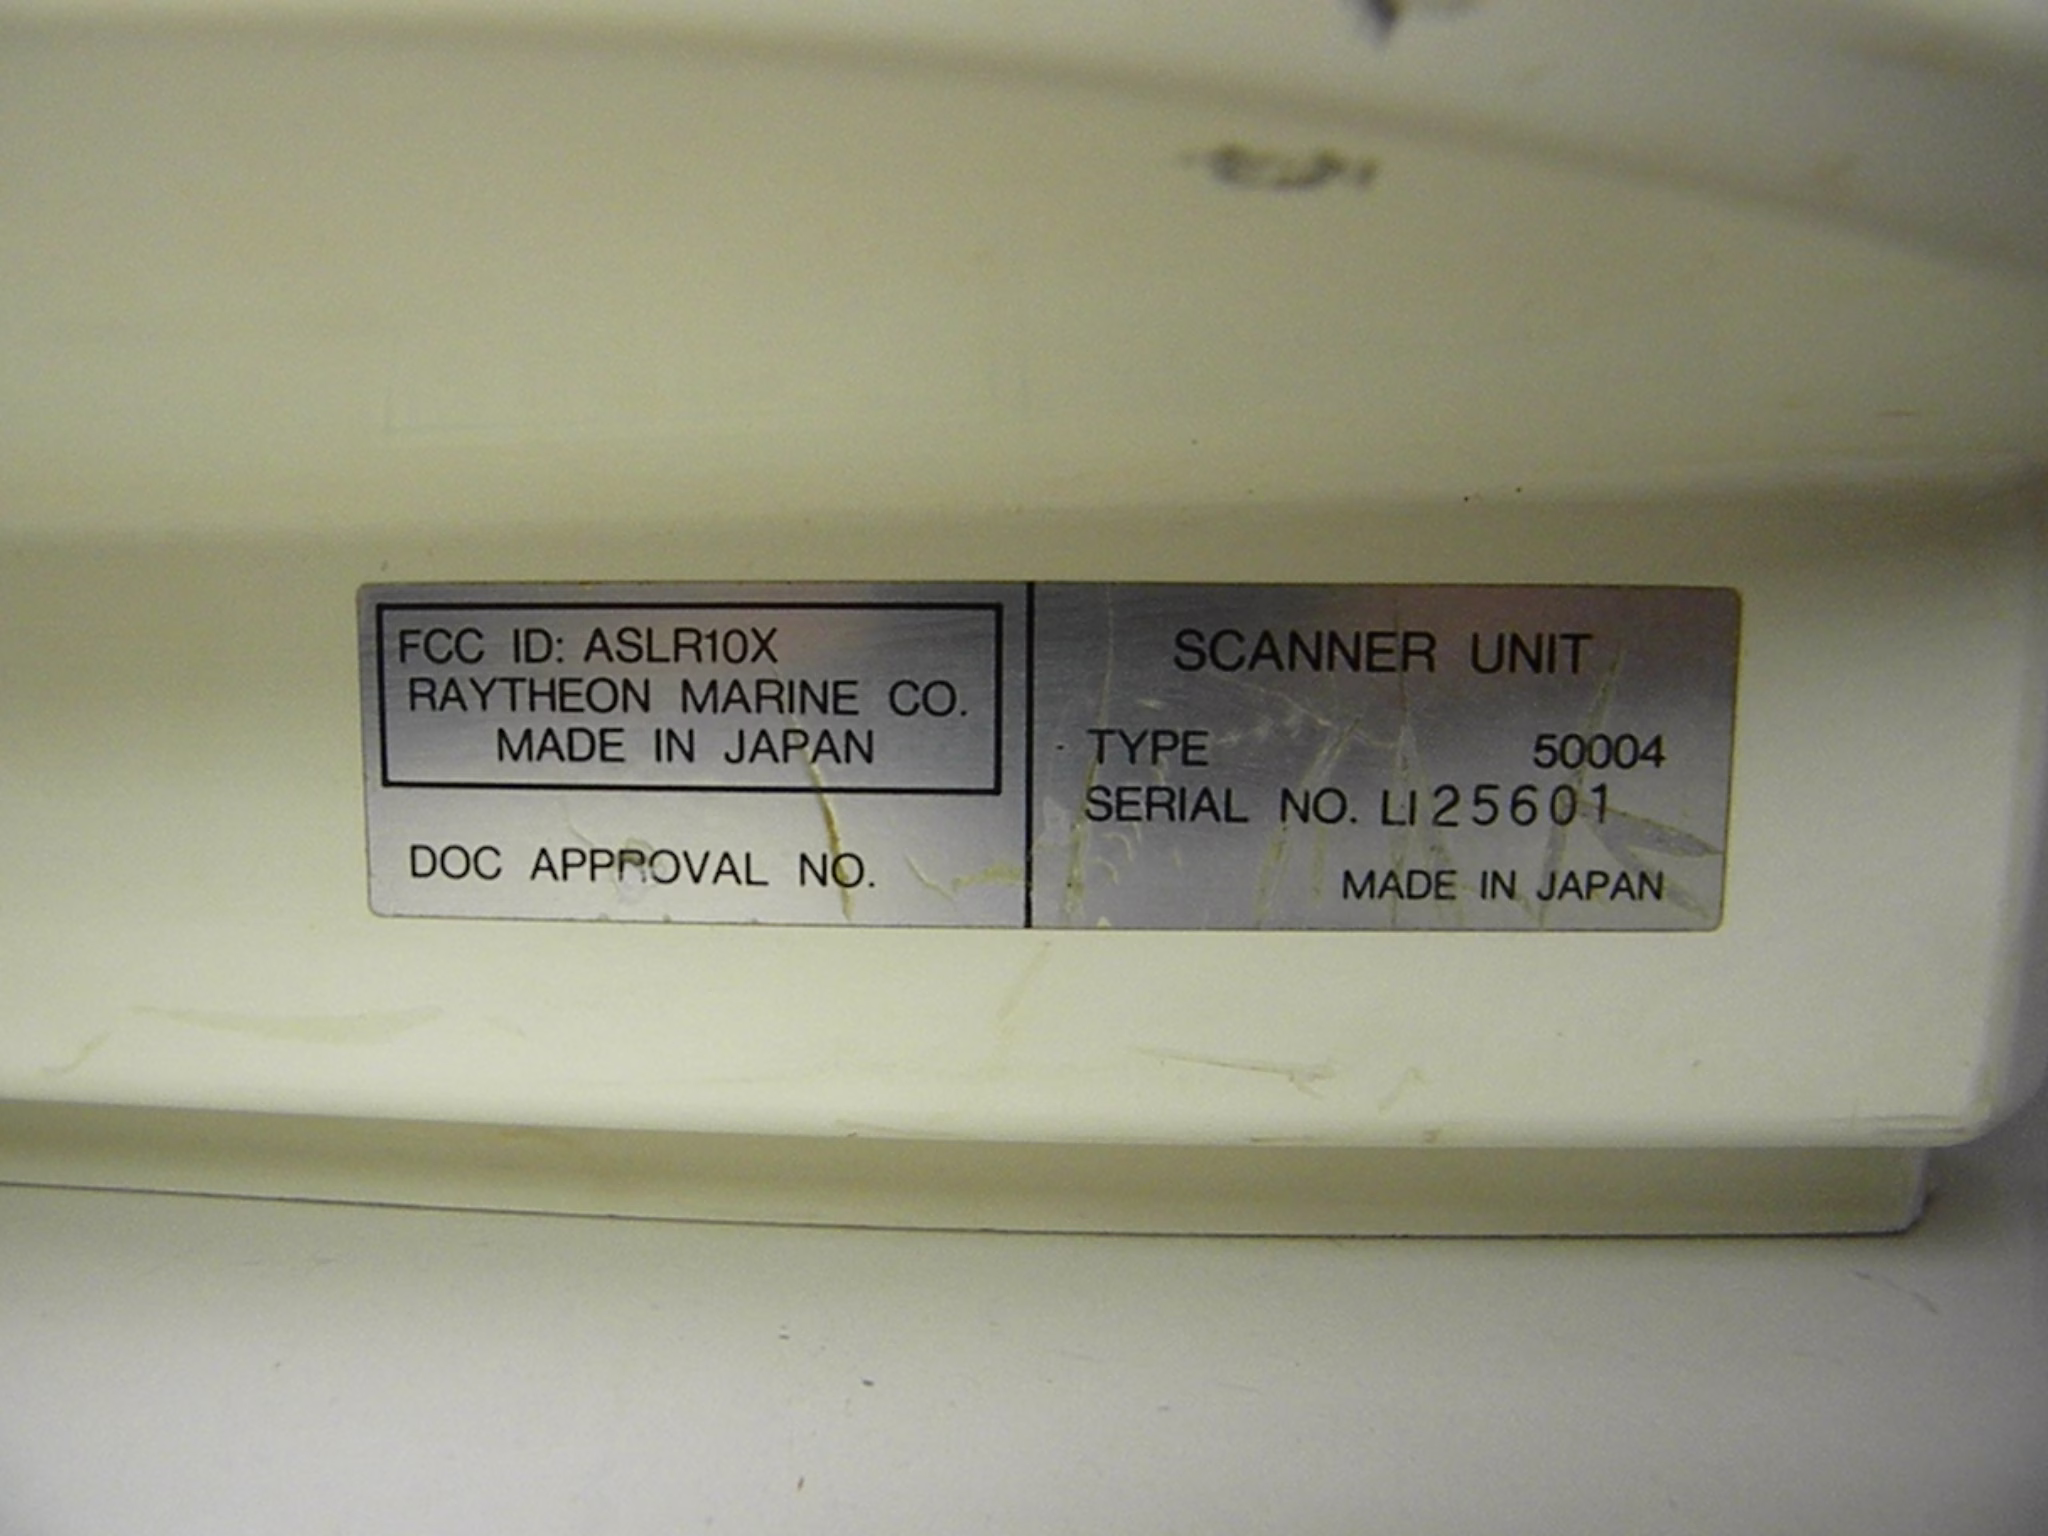 FCC ID: ASLR10X
RAYTHEON MARINE CO.
MADE IN JAPAN
DOC APPROVAL NO.
SCANNER UNIT
TYPE 50004
SERIAL NO. LI25601
MADE IN JAPAN